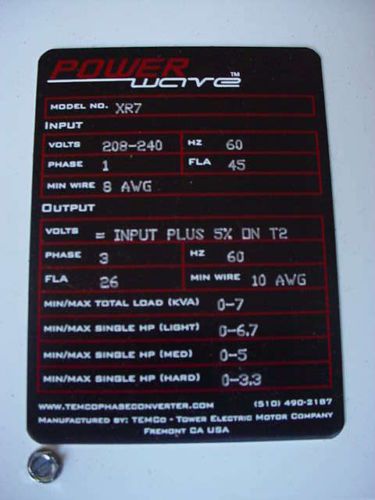 POWER
WAVE™
MODEL NO. XR7
INPUT
VOLTS 208-240 HZ 60
PHASE 1 FLA 45
MIN WIRE 8 AWG
OUTPUT
VOLTS = INPUT PLUS 5% ON T2
PHASE 3 HZ 60
FLA 26 MIN WIRE 10 AWG
MIN/MAX TOTAL LOAD (KVA) 0-7
MIN/MAX SINGLE HP (LIGHT) 0-6.7
MIN/MAX SINGLE HP (MED) 0-5
MIN/MAX SINGLE HP (HARD) 0-3.3
WWW.TEMCOPHASECONVERTER.COM (510) 490-2187
MANUFACTURED BY: TEMCO - TOWER ELECTRIC MOTOR COMPANY
FREMONT CA USA